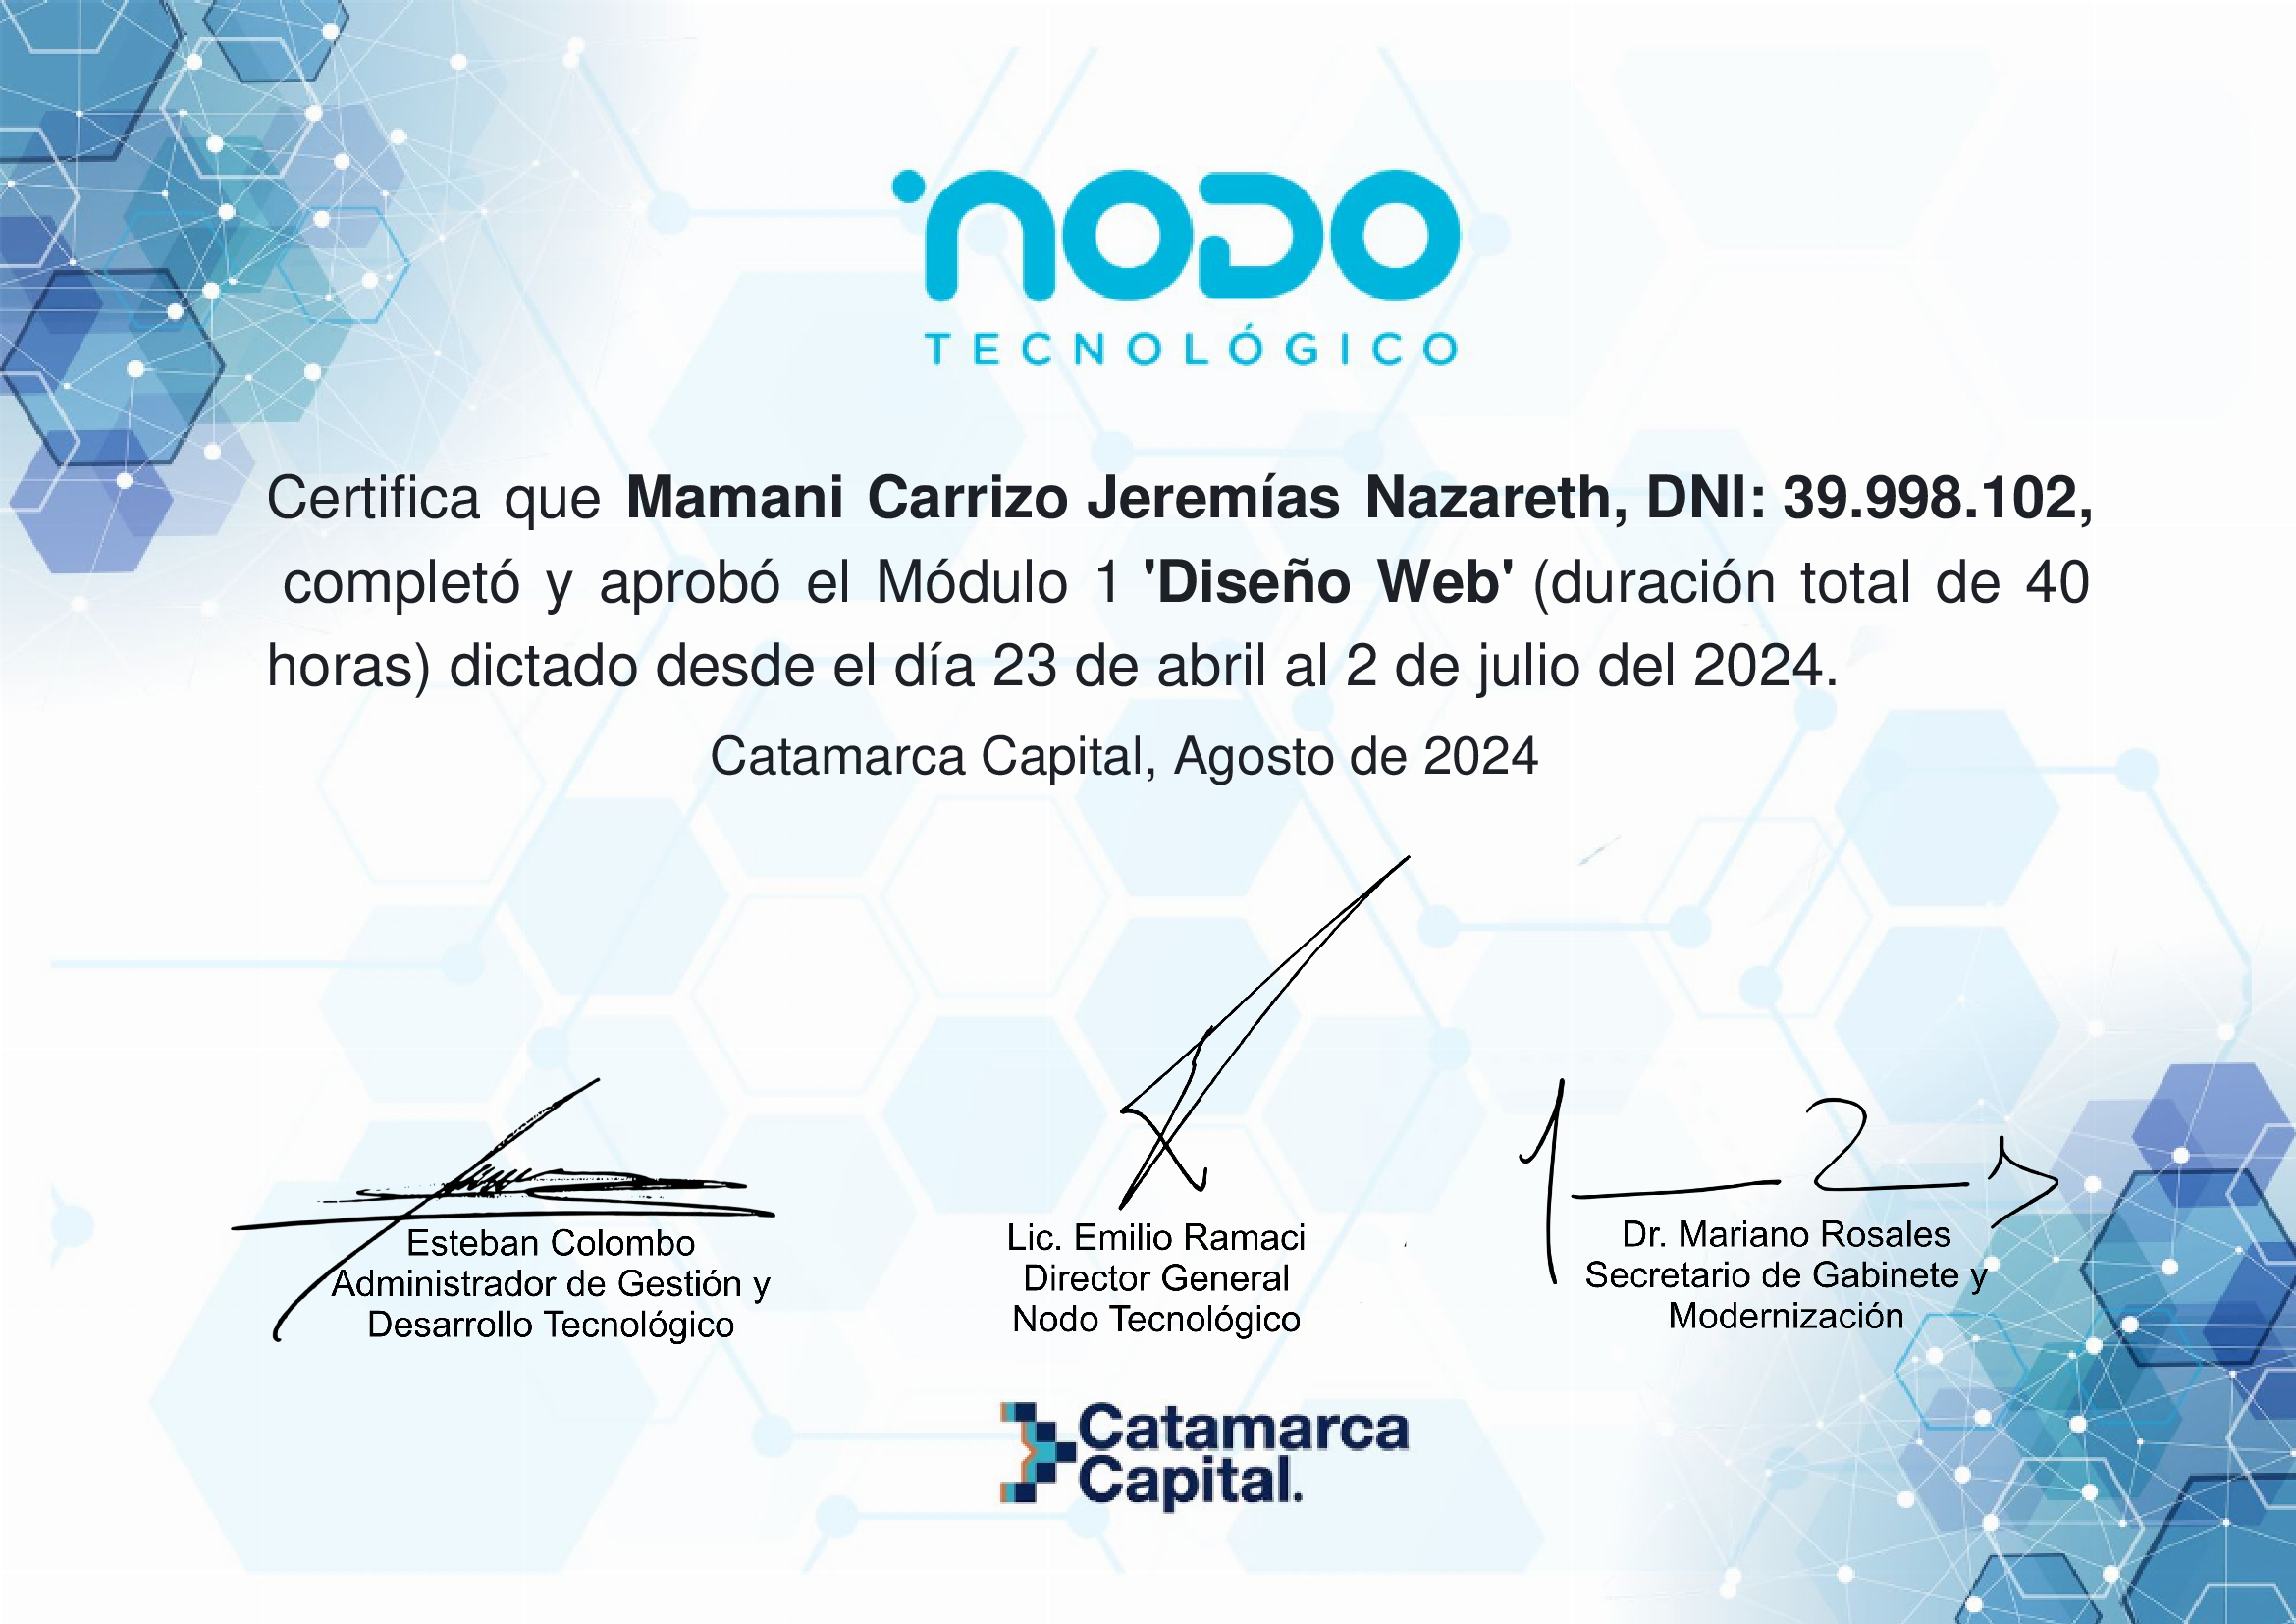 NODO
TECNOLÓGICO
Certifica que Mamani Carrizo Jeremías Nazareth, DNI: 39.998.102,
completó y aprobó el Módulo 1 'Diseño Web' (duración total de 40
horas) dictado desde el día 23 de abril al 2 de julio del 2024.
Catamarca Capital, Agosto de 2024
Esteban Colombo
Administrador de Gestión y
Desarrollo Tecnológico
Lic. Emilio Ramaci
Director General
Nodo Tecnológico
Dr. Mariano Rosales
Secretario de Gabinete y
Modernización
Catamarca
Capital.